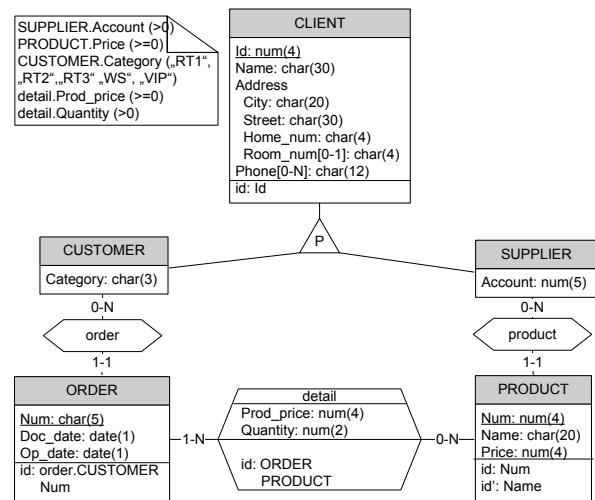 SUPPLIER.Account (>0)
PRODUCT.Price (>=0)
CUSTOMER.Category („RT1“,
„RT2“,„RT3“ „WS“, „VIP“)
detail.Prod_price (>=0)
detail.Quantity (>0)
CLIENT
Id: num(4)
Name: char(30)
Address
City: char(20)
Street: char(30)
Home_num: char(4)
Room_num[0-1]: char(4)
Phone[0-N]: char(12)
id: Id
P
CUSTOMER
Category: char(3)
SUPPLIER
Account: num(5)
0-N
0-N
order
product
1-1
1-1
ORDER
Num: char(5)
Doc_date: date(1)
Op_date: date(1)
id: order.CUSTOMER
Num
1-N
detail
Prod_price: num(4)
Quantity: num(2)
id: ORDER
PRODUCT
0-N
PRODUCT
Num: num(4)
Name: char(20)
Price: num(4)
id: Num
id': Name